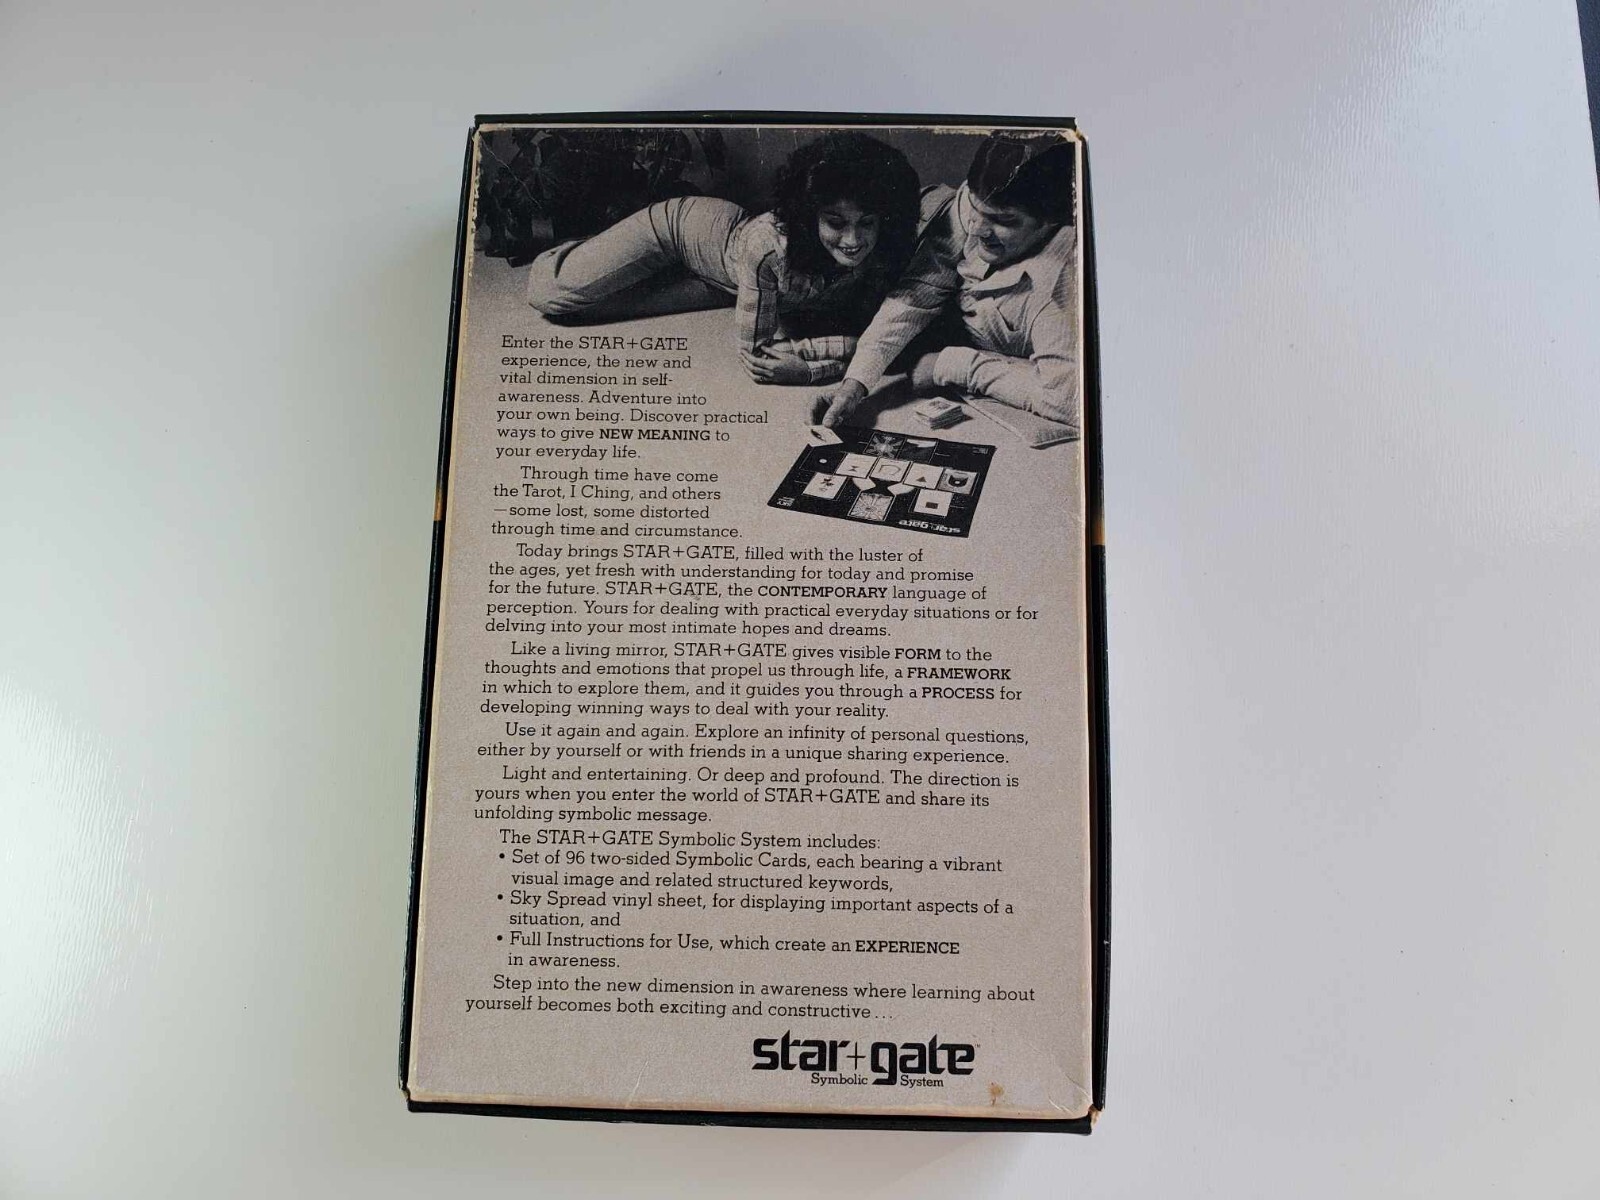 Enter the STAR+GATE
experience, the new and
vital dimension in self-
awareness. Adventure into
your own being. Discover practical
ways to give NEW MEANING to
your everyday life.
Through time have come
the Tarot, I Ching, and others
—some lost, some distorted
through time and circumstance.
Today brings STAR+GATE, filled with the luster of
the ages, yet fresh with understanding for today and promise
for the future. STAR+GATE, the CONTEMPORARY language of
perception. Yours for dealing with practical everyday situations or for
delving into your most intimate hopes and dreams.
Like a living mirror, STAR+GATE gives visible FORM to the
thoughts and emotions that propel us through life, a FRAMEWORK
in which to explore them, and it guides you through a PROCESS for
developing winning ways to deal with your reality.
Use it again and again. Explore an infinity of personal questions,
either by yourself or with friends in a unique sharing experience.
Light and entertaining. Or deep and profound. The direction is
yours when you enter the world of STAR+GATE and share its
unfolding symbolic message.
The STAR+GATE Symbolic System includes:
• Set of 96 two-sided Symbolic Cards, each bearing a vibrant
visual image and related structured keywords,
• Sky Spread vinyl sheet, for displaying important aspects of a
situation, and
• Full Instructions for Use, which create an EXPERIENCE
in awareness.
Step into the new dimension in awareness where learning about
yourself becomes both exciting and constructive...
star+gate™
Symbolic System
star+gate